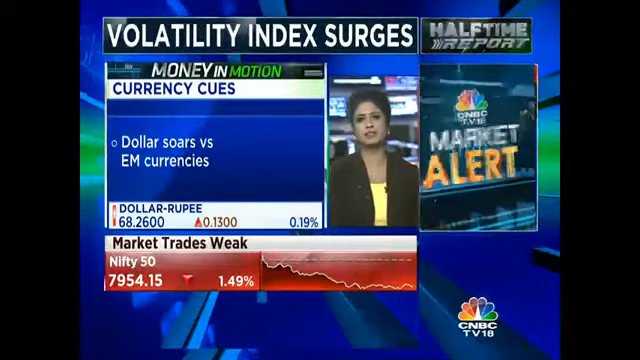 VOLATILITY INDEX SURGES
HALFTIME
REPORT
MONEY IN MOTION
CURRENCY CUES
Dollar soars vs
EM currencies
DOLLAR-RUPEE
68.2600 0.1300 0.19%
CNBC
TV18
MARKET
ALERT
Market Trades Weak
Nifty 50
7954.15 1.49%
CNBC
TV18